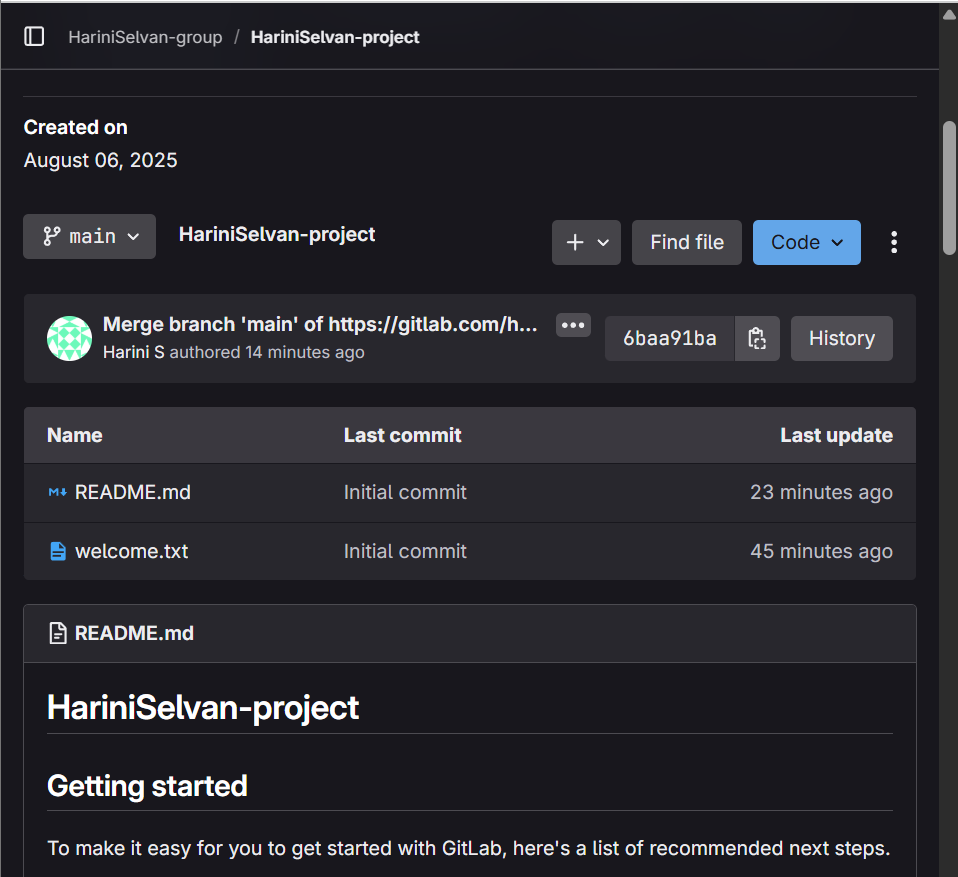 HariniSelvan-group / HariniSelvan-project
Created on
August 06, 2025
main HariniSelvan-project + Find file Code
Merge branch 'main' of https://gitlab.com/h...
Harini S authored 14 minutes ago
6baa91ba History
Name Last commit Last update
README.md Initial commit 23 minutes ago
welcome.txt Initial commit 45 minutes ago
README.md
HariniSelvan-project
Getting started
To make it easy for you to get started with GitLab, here's a list of recommended next steps.